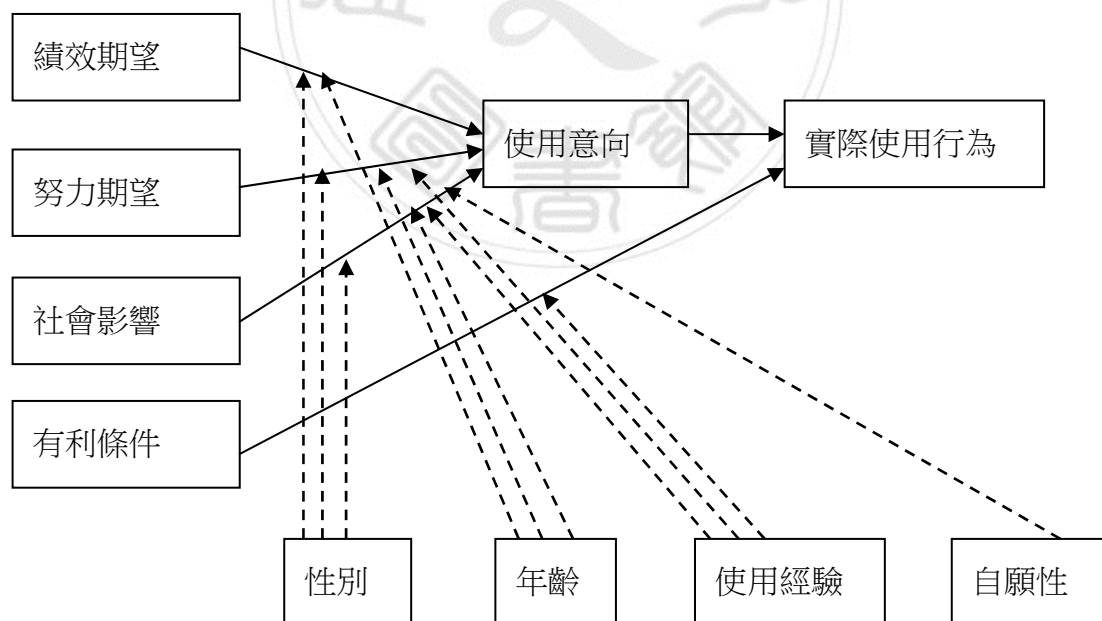 績效期望
使用意向
實際使用行為
努力期望
社會影響
有利條件
性別
年齡
使用經驗
自願性